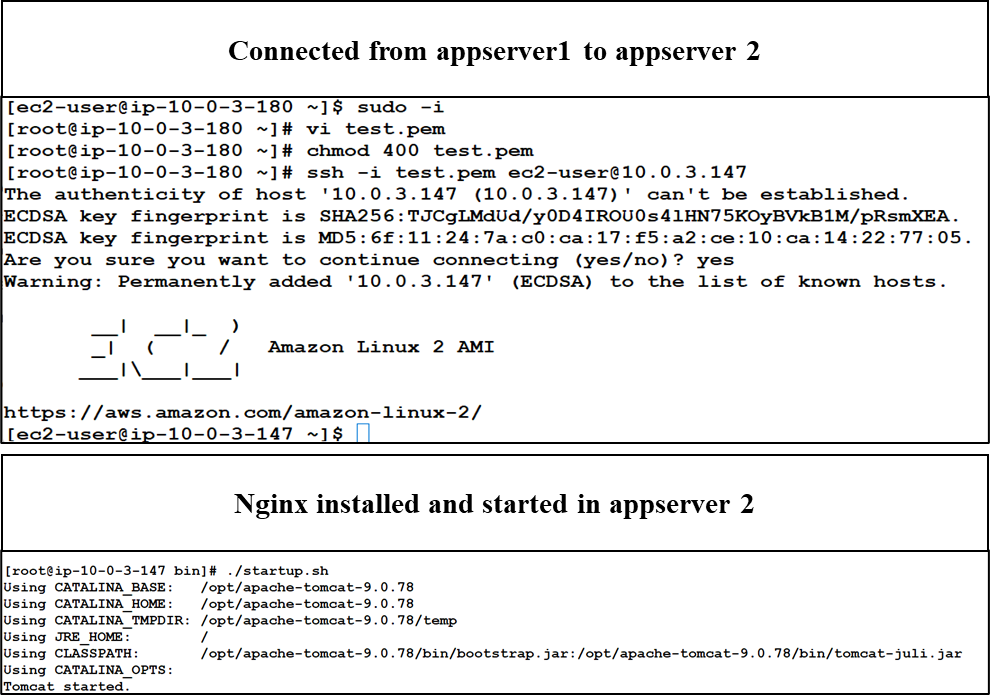 Connected from appserver1 to appserver 2
[ec2-user@ip-10-0-3-180 ~]$ sudo -i
[root@ip-10-0-3-180 ~]# vi test.pem
[root@ip-10-0-3-180 ~]# chmod 400 test.pem
[root@ip-10-0-3-180 ~]# ssh -i test.pem ec2-user@10.0.3.147
The authenticity of host '10.0.3.147 (10.0.3.147)' can't be established.
ECDSA key fingerprint is SHA256:TJCgLMdUd/y0D4IROU0s4lHN75KOyBVkB1M/pRsmXEA.
ECDSA key fingerprint is MD5:6f:11:24:7a:c0:ca:17:f5:a2:ce:10:ca:14:22:77:05.
Are you sure you want to continue connecting (yes/no)? yes
Warning: Permanently added '10.0.3.147' (ECDSA) to the list of known hosts.
__|  __|_  )
_|  (     /   Amazon Linux 2 AMI
___|\___|___|
https://aws.amazon.com/amazon-linux-2/
[ec2-user@ip-10-0-3-147 ~]$
Nginx installed and started in appserver 2
[root@ip-10-0-3-147 bin]# ./startup.sh
Using CATALINA_BASE:   /opt/apache-tomcat-9.0.78
Using CATALINA_HOME:   /opt/apache-tomcat-9.0.78
Using CATALINA_TMPDIR: /opt/apache-tomcat-9.0.78/temp
Using JRE_HOME:        /
Using CLASSPATH:       /opt/apache-tomcat-9.0.78/bin/bootstrap.jar:/opt/apache-tomcat-9.0.78/bin/tomcat-juli.jar
Using CATALINA_OPTS:
Tomcat started.